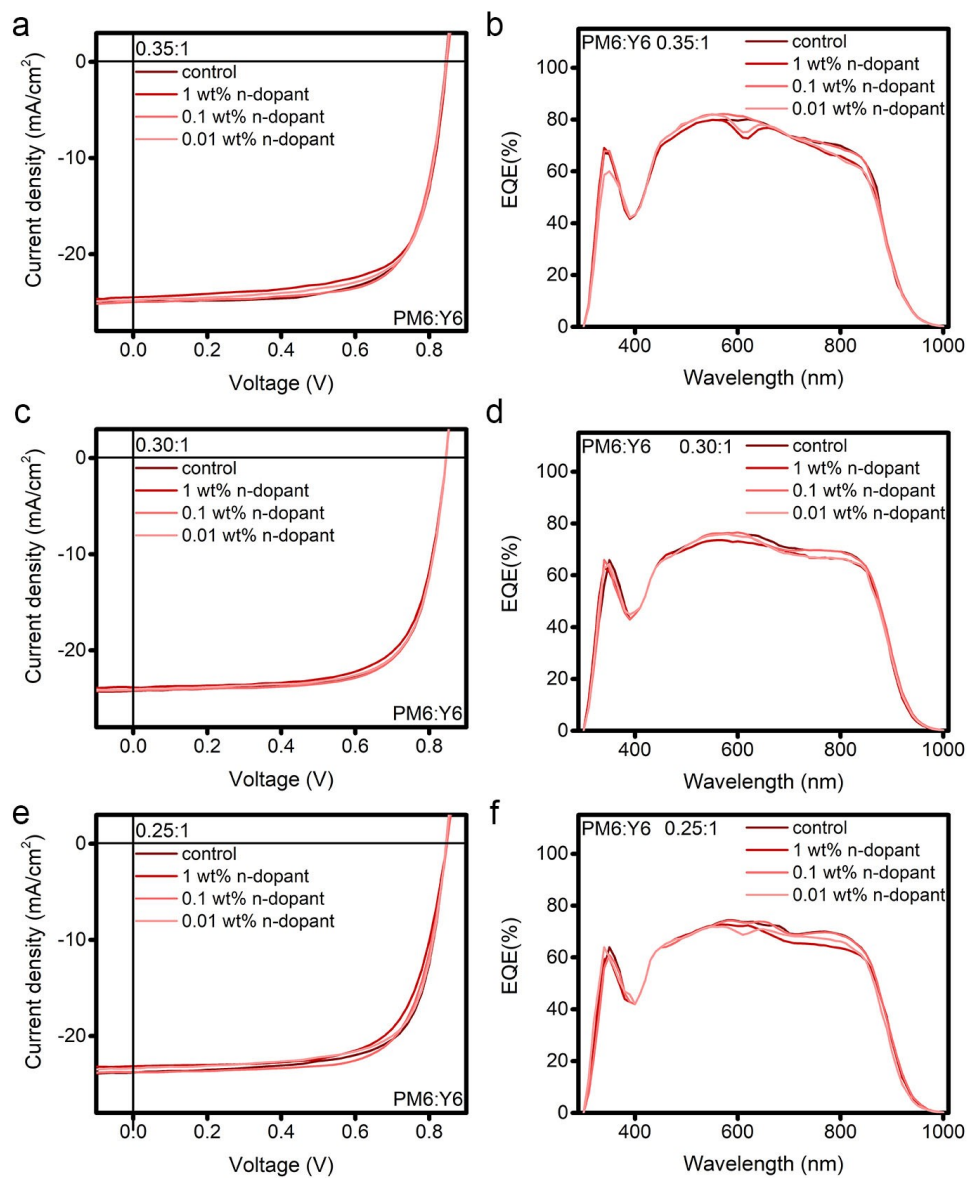 a
0.35:1
0
-10
-20
control
1 wt% n-dopant
0.1 wt% n-dopant
0.01 wt% n-dopant
PM6:Y6
Current density (mA/cm²)
0.0 0.2 0.4 0.6 0.8
Voltage (V)
b
PM6:Y6 0.35:1
control
1 wt% n-dopant
0.1 wt% n-dopant
0.01 wt% n-dopant
100
80
60
40
20
0
EQE(%)
400 600 800 1000
Wavelength (nm)
c
0.30:1
0
-10
-20
control
1 wt% n-dopant
0.1 wt% n-dopant
0.01 wt% n-dopant
PM6:Y6
Current density (mA/cm²)
0.0 0.2 0.4 0.6 0.8
Voltage (V)
d
PM6:Y6 0.30:1
control
1 wt% n-dopant
0.1 wt% n-dopant
0.01 wt% n-dopant
100
80
60
40
20
0
EQE(%)
400 600 800 1000
Wavelength (nm)
e
0.25:1
0
-10
-20
control
1 wt% n-dopant
0.1 wt% n-dopant
0.01 wt% n-dopant
PM6:Y6
Current density (mA/cm²)
0.0 0.2 0.4 0.6 0.8
Voltage (V)
f
PM6:Y6 0.25:1
control
1 wt% n-dopant
0.1 wt% n-dopant
0.01 wt% n-dopant
100
80
60
40
20
0
EQE(%)
400 600 800 1000
Wavelength (nm)